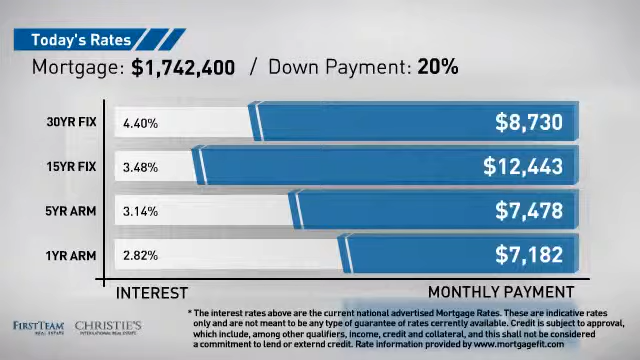 Today's Rates
Mortgage: $1,742,400 / Down Payment: 20%
30YR FIX 4.40% $8,730
15YR FIX 3.48% $12,443
5YR ARM 3.14% $7,478
1YR ARM 2.82% $7,182
INTEREST MONTHLY PAYMENT
* The interest rates above are the current national advertised Mortgage Rates. These are indicative rates
only and are not meant to be any type of guarantee of rates cerrently available. Credit is subject to approval,
which include, among other qualifiers, income, credit and collateral, and this shall not be considered
a commitment to lend or externd credit. Rate information provided by www.mortgagefit.com
FIRSTTEAM CHRISTIE'S
REAL ESTATE INTERNATIONAL REAL ESTATE